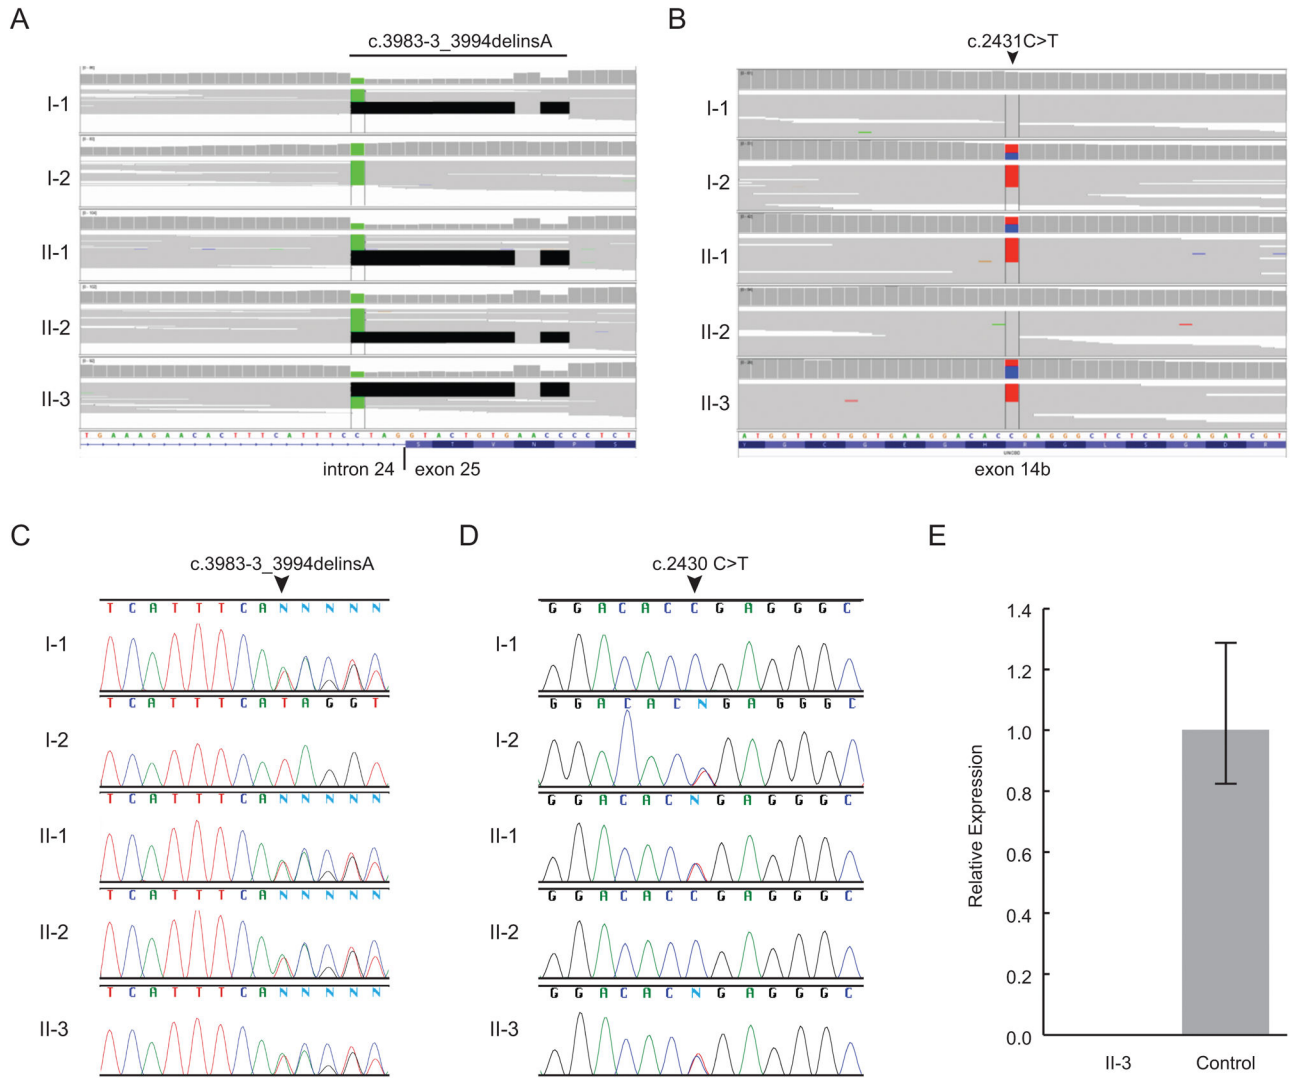 A
c.3983-3_3994delinsA
I-1
I-2
II-1
II-2
II-3
T G A A A G A A C A C T T T C A T T T C C T A G G T A C T G T G A A C C C C T C T
S T V N P S
intron 24 exon 25
B
c.2431C>T
I-1
I-2
II-1
II-2
II-3
A T G G T T G T G G T G A A G G A C A C C G A G G G C T C T C T G G A G A T C G T
exon 14b
C
c.3983-3_3994delinsA
T C A T T T C A N N N N N
I-1
T C A T T T C A T A G G T
I-2
T C A T T T C A N N N N N
II-1
T C A T T T C A N N N N N
II-2
T C A T T T C A N N N N N
II-3
D
c.2430 C>T
G G A C A C C G A G G G C
I-1
G G A C A C N G A G G G C
I-2
G G A C A C N G A G G G C
II-1
G G A C A C C G A G G G C
II-2
G G A C A C N G A G G G C
II-3
E
Relative Expression
1.4
1.2
1.0
0.8
0.6
0.4
0.2
0.0
II-3 Control